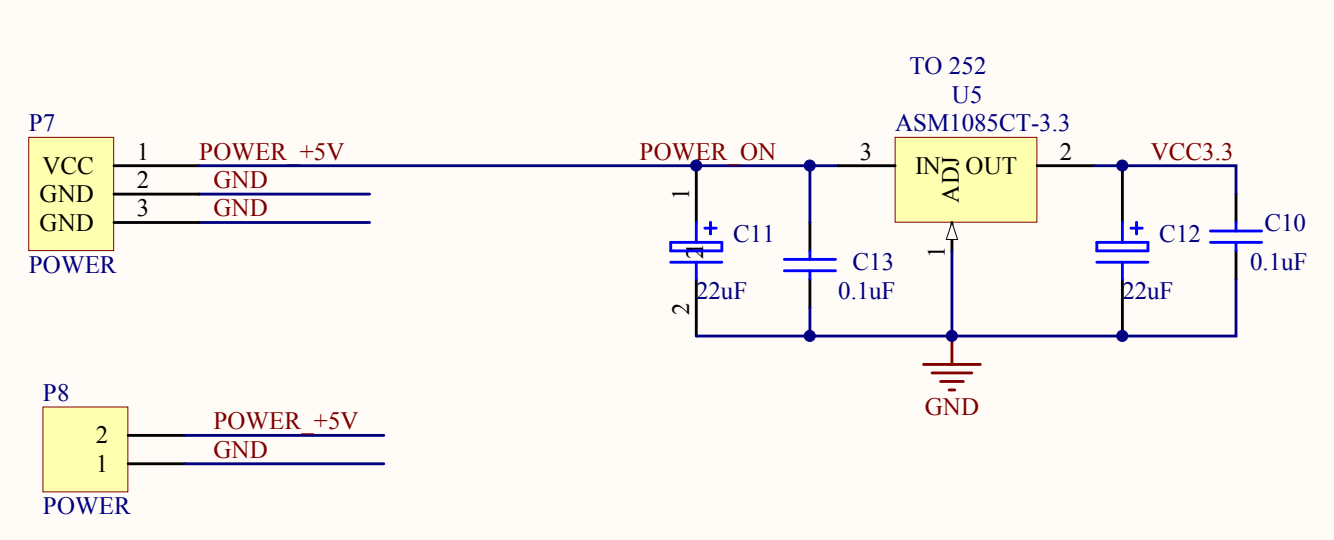 TO 252
U5
ASM1085CT-3.3
P7
VCC 1 POWER_+5V
GND 2 GND
GND 3 GND
POWER
POWER_ON
3 IN ADJ OUT 2
VCC3.3
1
1
+ C11
22uF
2
C13
0.1uF
+ C12
22uF
C10
0.1uF
GND
P8
2 POWER_+5V
1 GND
POWER